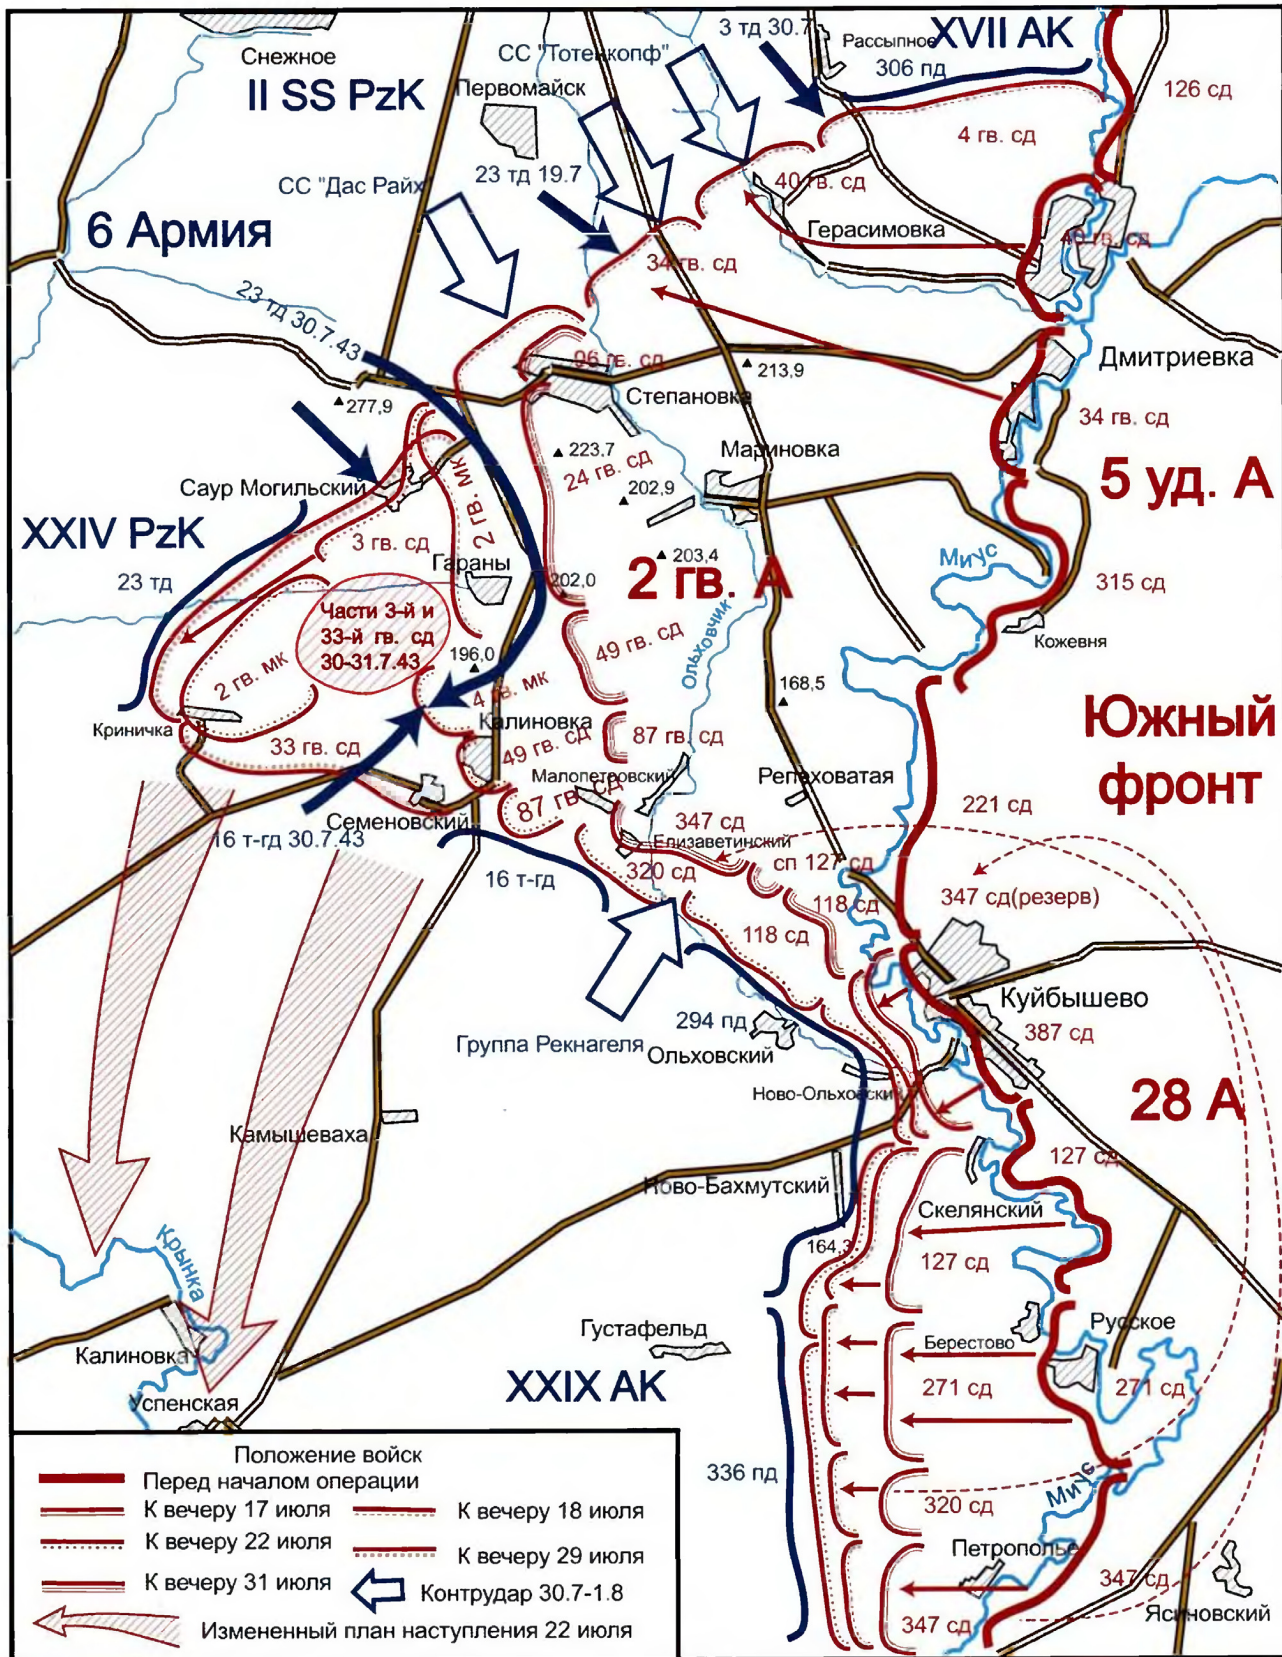 Снежное
II SS PzK
Первомайск
СС "Тотенкопф"
3 тд 30.7
Рассыпное
XVII АК
306 пд
126 сд
4 гв. сд
СС "Дас Райх"
23 тд 19.7
40 гв. сд
Герасимовка
40 гв. сд
6 Армия
34 гв. сд
23 тд 30.7.43
96 гв. сд
213,9
Дмитриевка
277,9
Степановка
34 гв. сд
223,7
Мариновка
24 гв. сд
5 уд. А
Саур Могильский
2 гв. мк
202,9
XXIV PzK
3 гв. сд
203,4
Миус
23 тд
Гараны
202,0
2 гв. А
315 сд
Части 3-й и
33-й гв. сд
30-31.7.43
Ольховчик
49 гв. сд
Кожевня
2 гв. мк
196,0
4 гв. мк
168,5
Южный
фронт
Криничка
33 гв. сд
Калиновка
49 гв. сд
87 гв. сд
Малопетровский
Репеховатая
87 гв. сд
221 сд
Семеновский
347 сд
16 т-гд 30.7.43
Елизаветинский
сп 127 сд
16 т-гд
320 сд
118 сд
347 сд(резерв)
118 сд
Куйбышево
294 пд
387 сд
Группа Рекнагеля
Ольховский
Ново-Ольховский
28 А
Камышеваха
127 сд
Ново-Бахмутский
Скелянский
Крынка
164,3
127 сд
Густафельд
Берестово
Русское
Калиновка
XXIX АК
271 сд
271 сд
Успенская
336 пд
Миус
320 сд
Петрополье
347 сд
Ясиновский
347 сд
Положение войск
Перед началом операции
К вечеру 17 июля
К вечеру 18 июля
К вечеру 22 июля
К вечеру 29 июля
К вечеру 31 июля
Контрудар 30.7-1.8
Измененный план наступления 22 июля